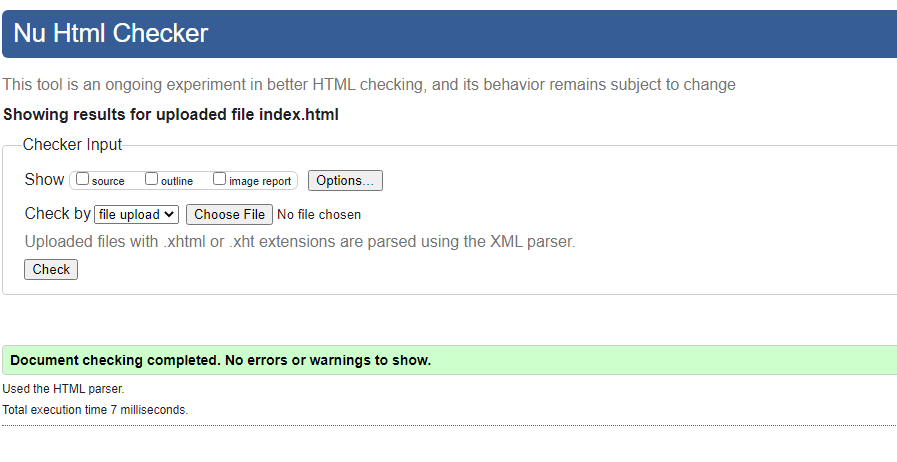 Nu Html Checker
This tool is an ongoing experiment in better HTML checking, and its behavior remains subject to change
Showing results for uploaded file index.html
Checker Input
Show source outline image report Options...
Check by file upload Choose File No file chosen
Uploaded files with .xhtml or .xht extensions are parsed using the XML parser.
Check
Document checking completed. No errors or warnings to show.
Used the HTML parser.
Total execution time 7 milliseconds.